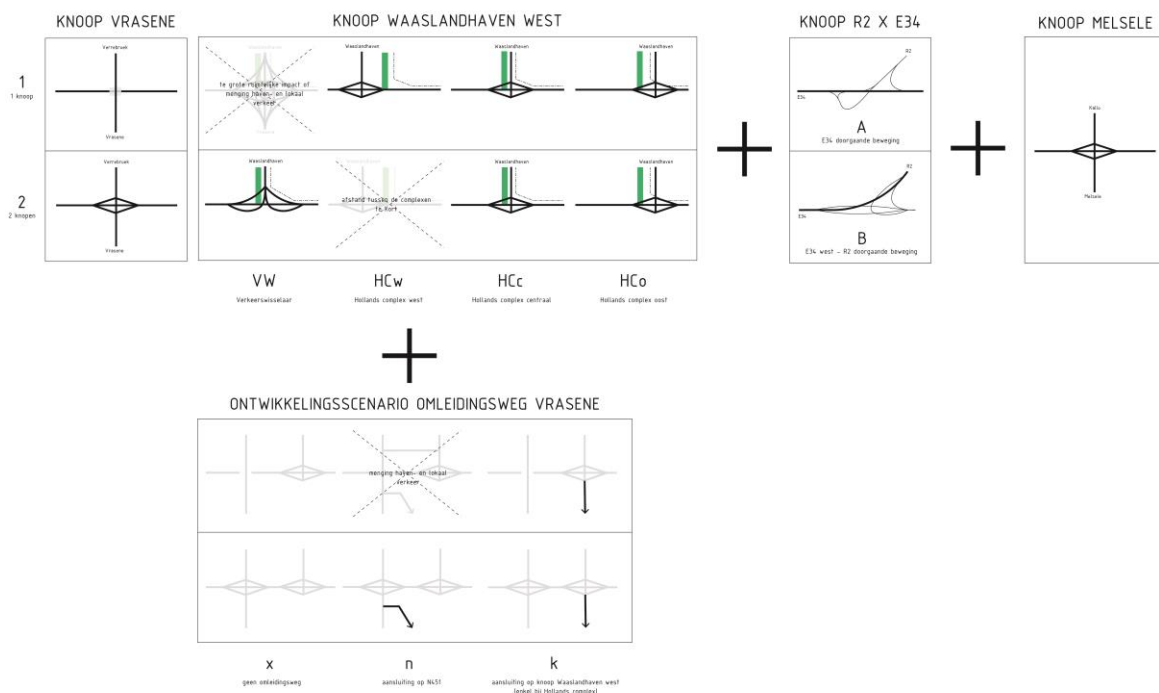 KNOOP VRASENE
KNOOP WAASLANDHAVEN WEST
KNOOP R2 X E34
KNOOP MELSELE
1
1 knoop
2
2 knopen
Verrebroek
Vrasene
Verrebroek
Vrasene
te grote ruimtelijke impact of
menging haven- en lokaal
verkeer
Waaslandhaven
Waaslandhaven
Waaslandhaven
Waaslandhaven
afstand tussen de complexen
te kort
Waaslandhaven
Waaslandhaven
VW
Verkeerswisselaar
HCw
Hollands complex west
HCc
Hollands complex centraal
HCo
Hollands complex oost
R2
E34
A
E34 doorgaande beweging
R2
E34
B
E34 west - R2 doorgaande beweging
Kallo
Melsele
ONTWIKKELINGSSCENARIO OMLEIDINGSWEG VRASENE
menging haven- en lokaal
verkeer
x
geen omleidingsweg
n
aansluiting op N451
k
aansluiting op knoop Waaslandhaven west
(enkel bij Hollands complex)